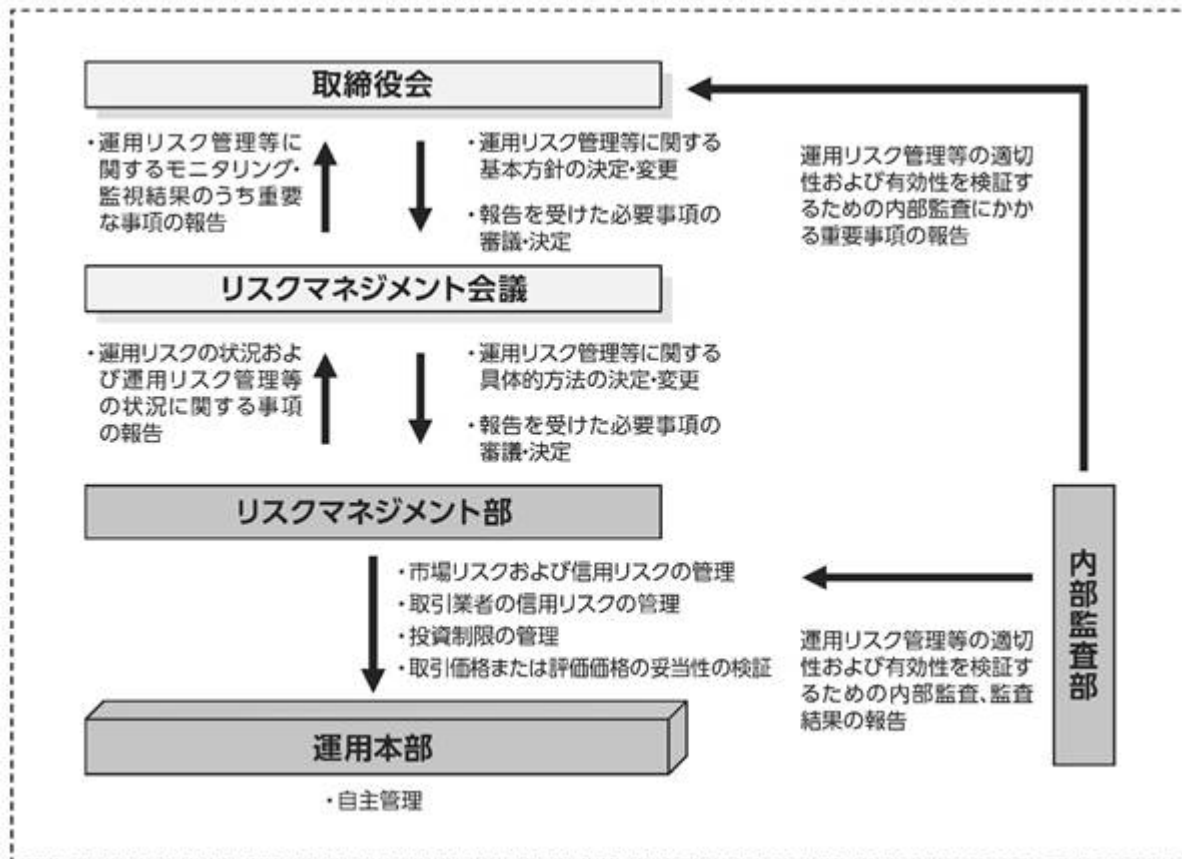 取締役会
・運用リスク管理等に
関するモニタリング・
監視結果のうち重要
な事項の報告
・運用リスク管理等に関する
基本方針の決定・変更
・報告を受けた必要事項の
審議・決定
運用リスク管理等の適切
性および有効性を検証す
るための内部監査にかか
る重要事項の報告
リスクマネジメント会議
・運用リスクの状況およ
び運用リスク管理等
の状況に関する事項
の報告
・運用リスク管理等に関する
具体的方法の決定・変更
・報告を受けた必要事項の
審議・決定
リスクマネジメント部
・市場リスクおよび信用リスクの管理
・取引業者の信用リスクの管理
・投資制限の管理
・取引価格または評価価格の妥当性の検証
運用リスク管理等の適切
性および有効性を検証す
るための内部監査、監査
結果の報告
内部監査部
運用本部
・自主管理